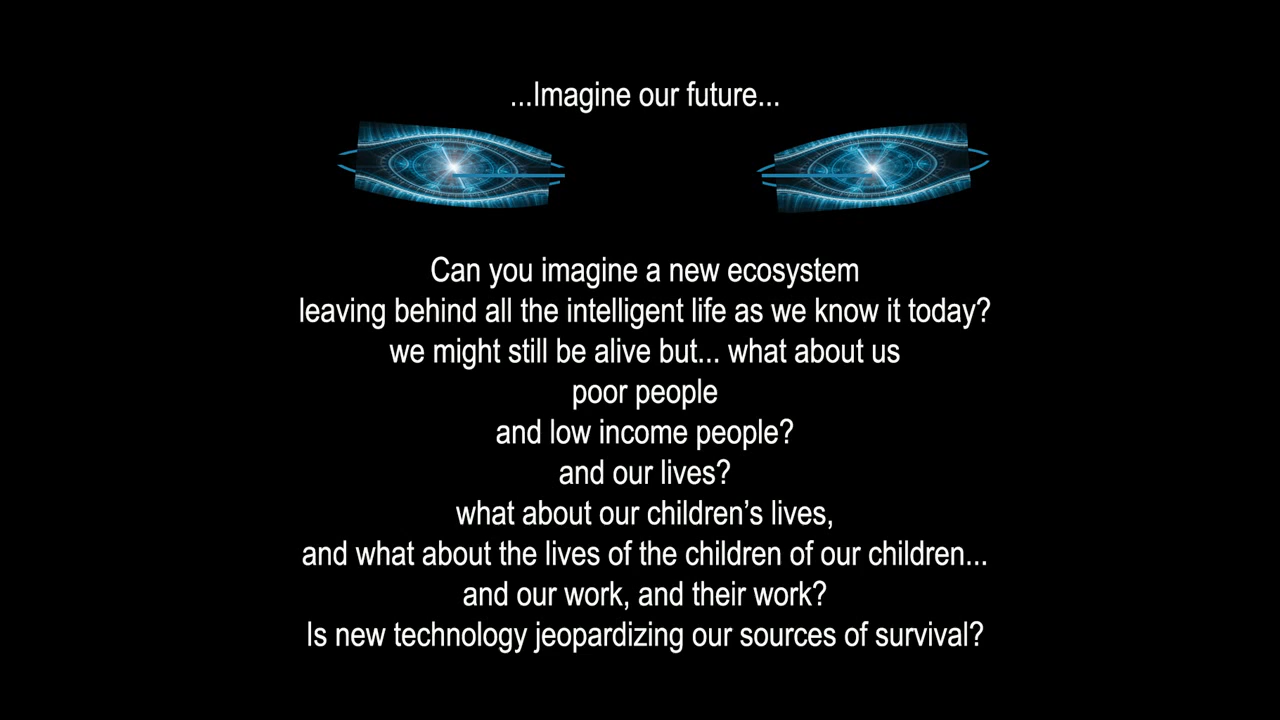 ...Imagine our future...
Can you imagine a new ecosystem
leaving behind all the intelligent life as we know it today?
we might still be alive but... what about us
poor people
and low income people?
and our lives?
what about our children’s lives,
and what about the lives of the children of our children...
and our work, and their work?
Is new technology jeopardizing our sources of survival?